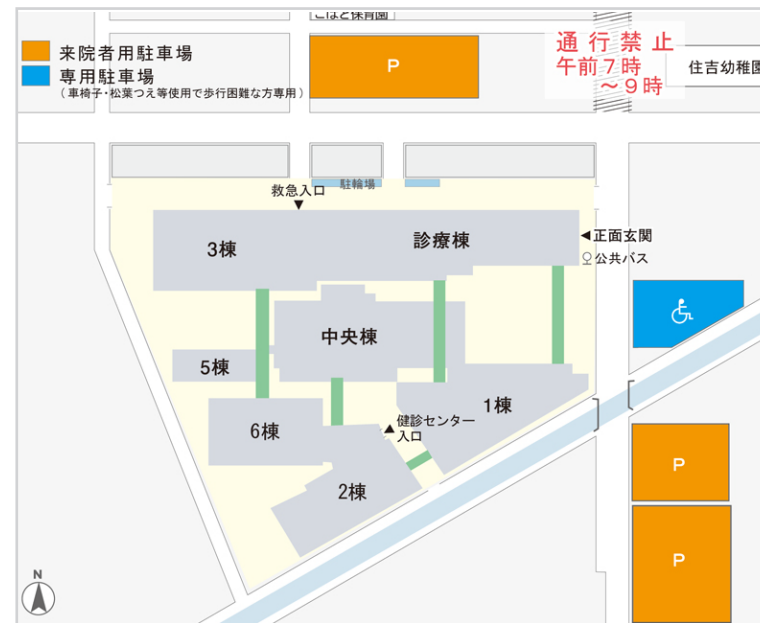 こばと保育園
来院者用駐車場
専用駐車場
(車椅子・松葉つえ等使用で歩行困難な方専用)
P
通行禁止
午前7時
～9時
住吉幼稚園
駐輪場
救急入口
3棟
診療棟
正面玄関
公共バス
中央棟
5棟
1棟
6棟
健診センター
入口
2棟
P
P
N